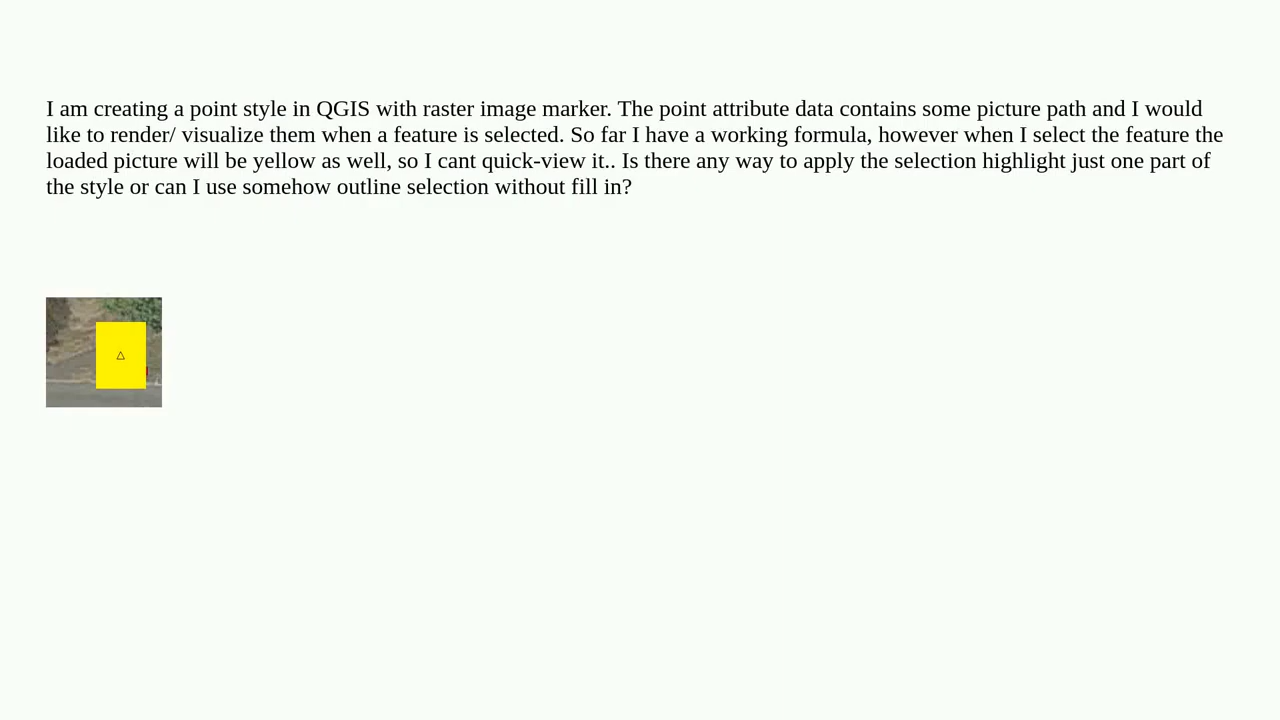 I am creating a point style in QGIS with raster image marker. The point attribute data contains some picture path and I would
like to render/ visualize them when a feature is selected. So far I have a working formula, however when I select the feature the
loaded picture will be yellow as well, so I cant quick-view it.. Is there any way to apply the selection highlight just one part of
the style or can I use somehow outline selection without fill in?